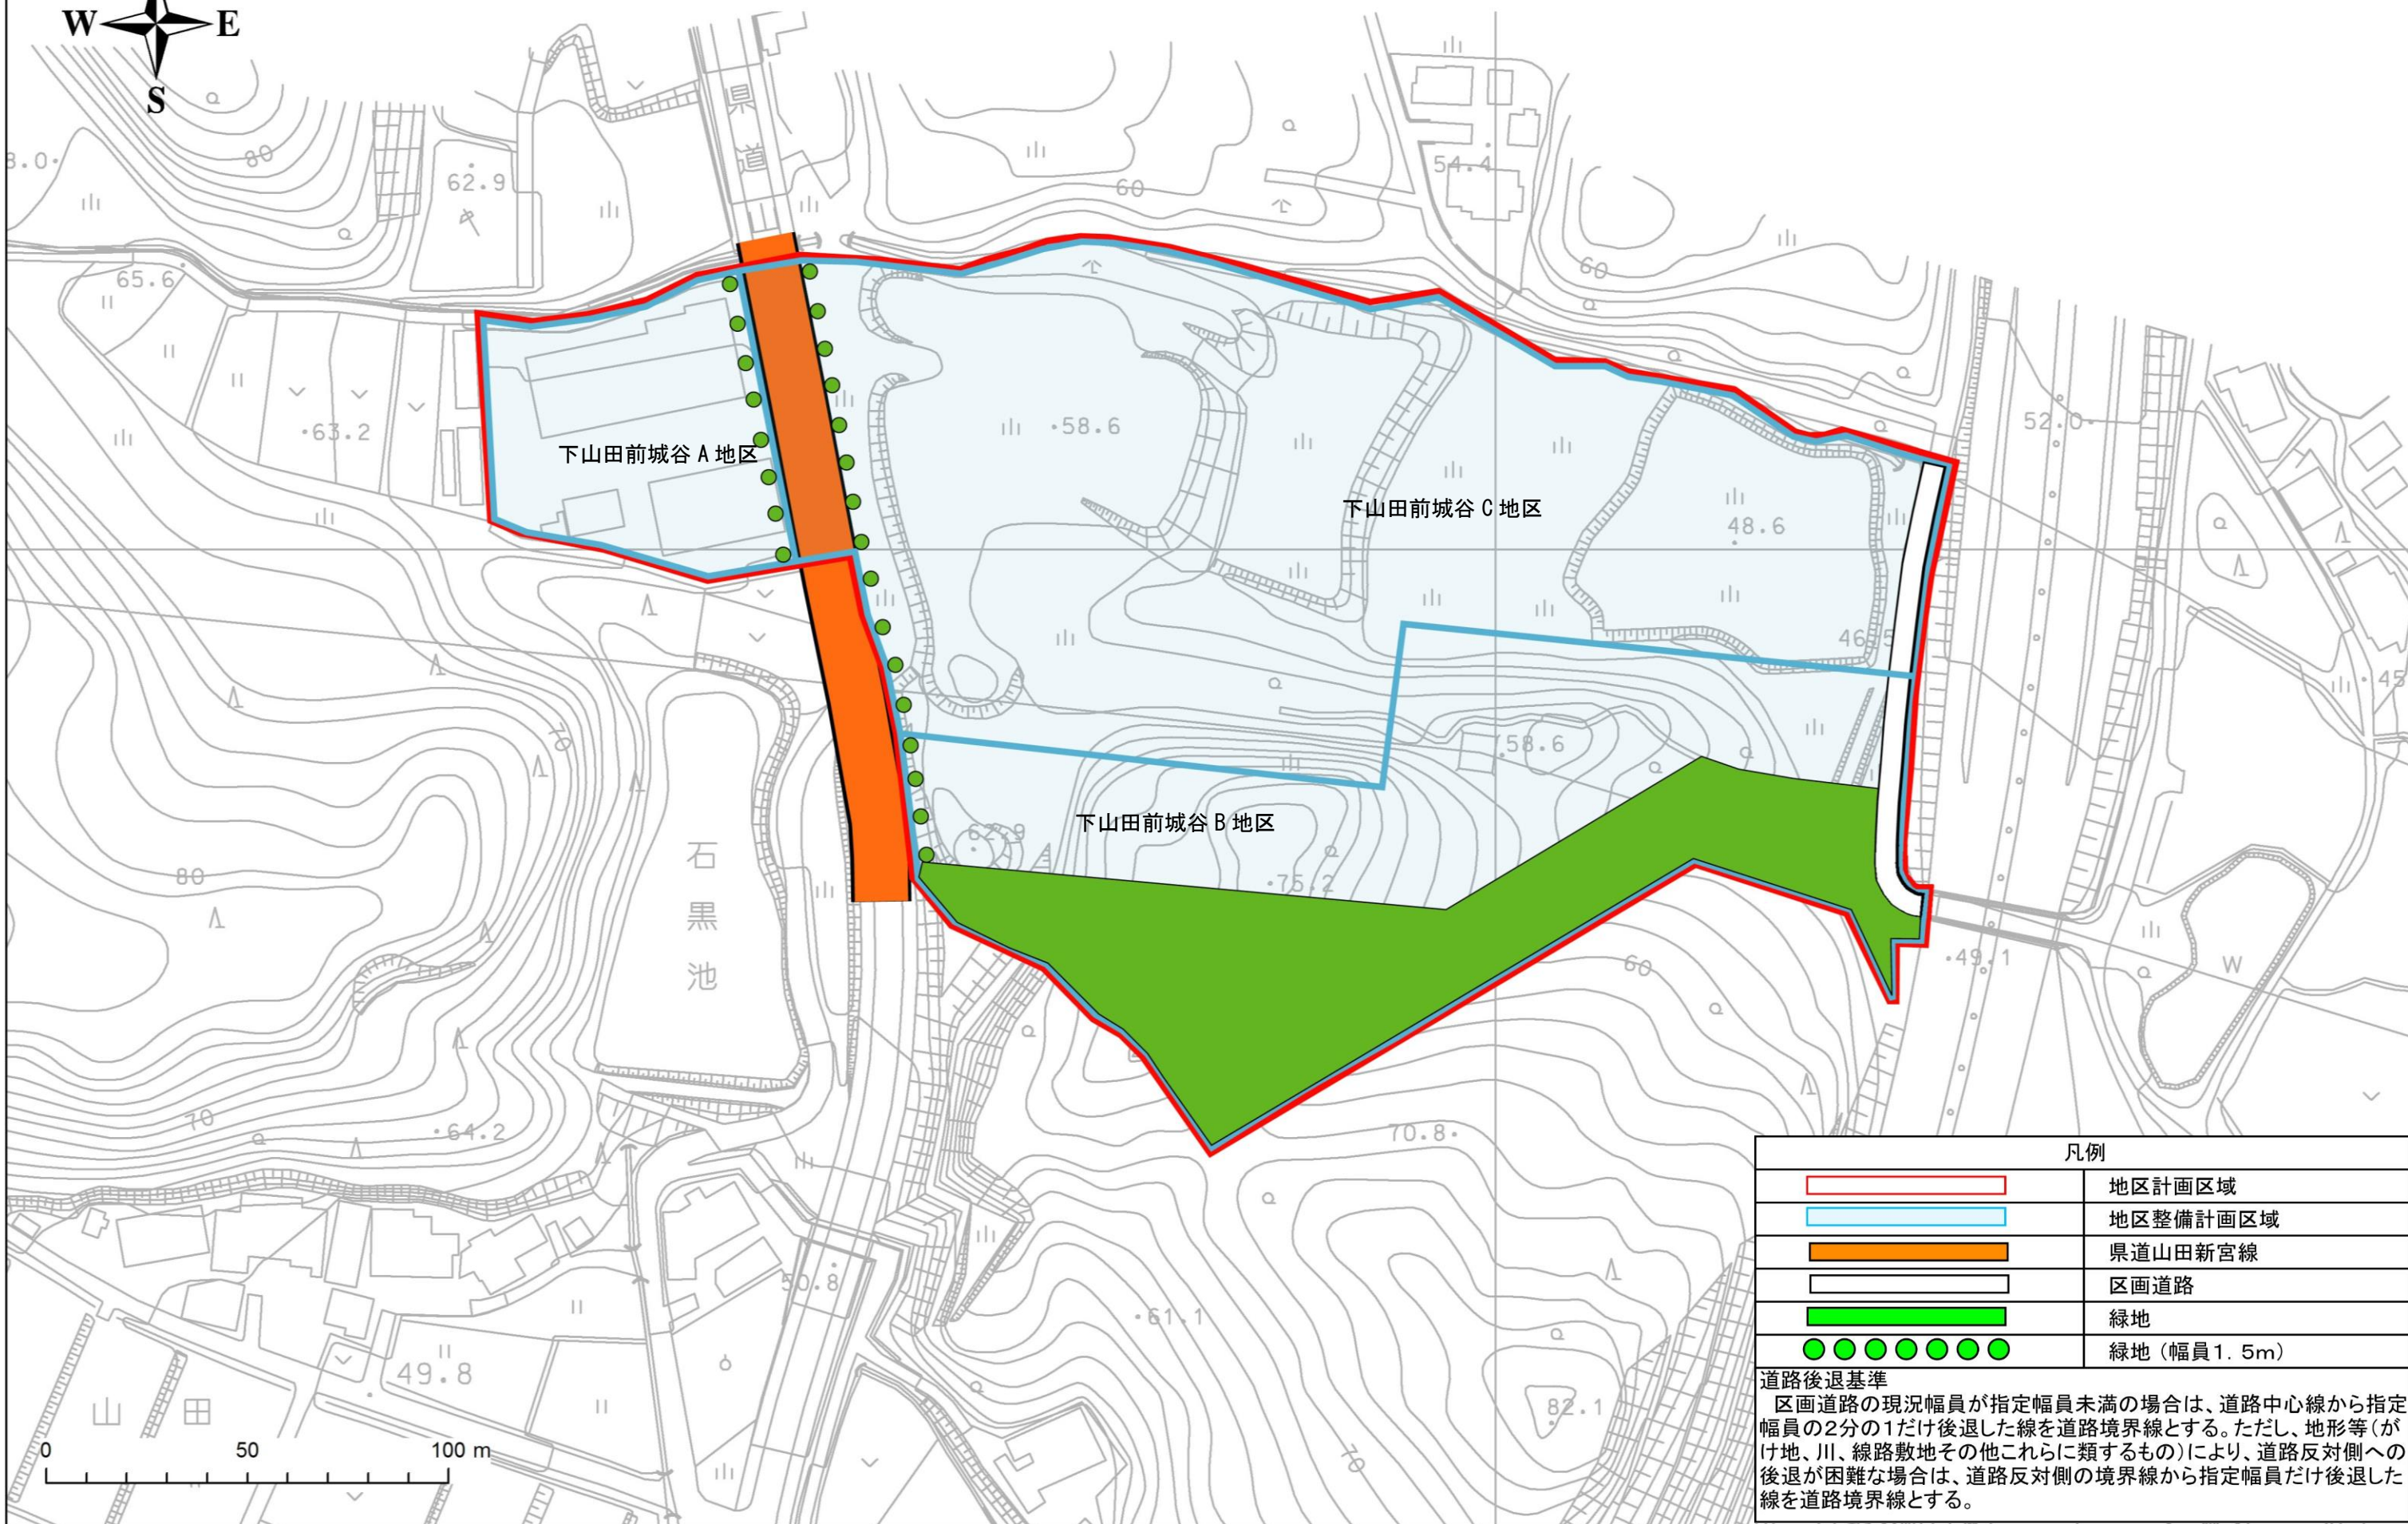 W E
S
県道山
3.0
80
62.9
54.4
60
60
65.6
63.2
52.0
58.6
下山田前城谷 A 地区
下山田前城谷 C 地区
48.6
46.5
45
70
58.6
下山田前城谷 B 地区
62.9
75.2
石黒池
80
60
49.1
W
70
64.2
70.8
50.8
61.1
49.8
82.1
山 田
70
0 50 100 m
凡例
地区計画区域
地区整備計画区域
県道山田新宮線
区画道路
緑地
緑地（幅員1．5m）
道路後退基準
区画道路の現況幅員が指定幅員未満の場合は、道路中心線から指定
幅員の2分の1だけ後退した線を道路境界線とする。ただし、地形等（が
け地、川、線路敷地その他これらに類するもの）により、道路反対側への
後退が困難な場合は、道路反対側の境界線から指定幅員だけ後退した
線を道路境界線とする。